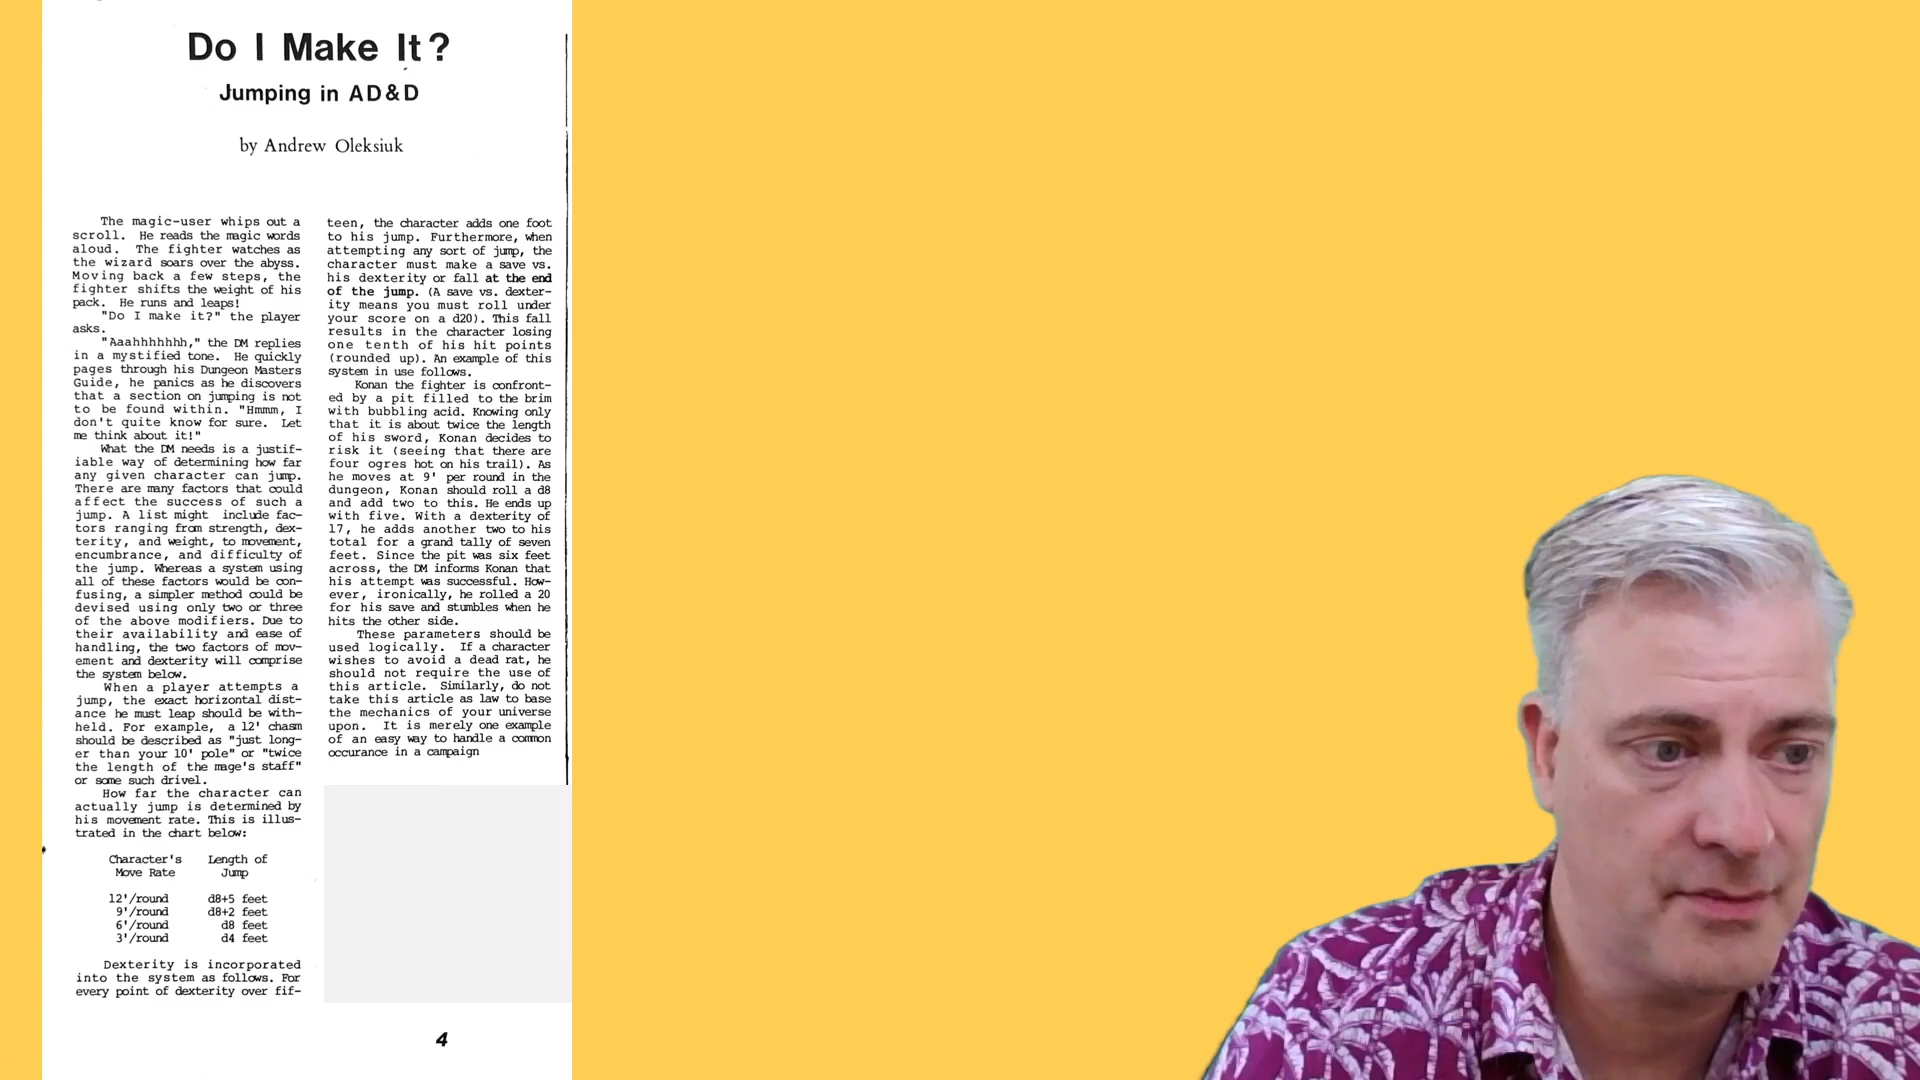 Do I Make It?
Jumping in AD&D
by Andrew Oleksiuk
The magic-user whips out a
scroll. He reads the magic words
aloud. The fighter watches as
the wizard soars over the abyss.
Moving back a few steps, the
fighter shifts the weight of his
pack. He runs and leaps!
"Do I make it?" the player
asks.
"Aaahhhhhhh," the DM replies
in a mystified tone. He quickly
pages through his Dungeon Masters
Guide, he panics as he discovers
that a section on jumping is not
to be found within. "Hmmm, I
don't quite know for sure. Let
me think about it!"
What the DM needs is a justif-
iable way of determining how far
any given character can jump.
There are many factors that could
affect the success of such a
jump. A list might include fac-
tors ranging from strength, dex-
terity, and weight, to movement,
encumbrance, and difficulty of
the jump. Whereas a system using
all of these factors would be con-
fusing, a simpler method could be
devised using only two or three
of the above modifiers. Due to
their availability and ease of
handling, the two factors of mov-
ement and dexterity will comprise
the system below.
When a player attempts a
jump, the exact horizontal dist-
ance he must leap should be with-
held. For example, a 12' chasm
should be described as "just long-
er than your 10' pole" or "twice
the length of the mage's staff"
or some such drivel.
How far the character can
actually jump is determined by
his movement rate. This is illus-
trated in the chart below:
Character's Length of
Move Rate Jump
12'/round d8+5 feet
9'/round d8+2 feet
6'/round d8 feet
3'/round d4 feet
Dexterity is incorporated
into the system as follows. For
every point of dexterity over fif-
teen, the character adds one foot
to his jump. Furthermore, when
attempting any sort of jump, the
character must make a save vs.
his dexterity or fall at the end
of the jump. (A save vs. dexter-
ity means you must roll under
your score on a d20). This fall
results in the character losing
one tenth of his hit points
(rounded up). An example of this
system in use follows.
Konan the fighter is confront-
ed by a pit filled to the brim
with bubbling acid. Knowing only
that it is about twice the length
of his sword, Konan decides to
risk it (seeing that there are
four ogres hot on his trail). As
he moves at 9' per round in the
dungeon, Konan should roll a d8
and add two to this. He ends up
with five. With a dexterity of
17, he adds another two to his
total for a grand tally of seven
feet. Since the pit was six feet
across, the DM informs Konan that
his attempt was successful. How-
ever, ironically, he rolled a 20
for his save and stumbles when he
hits the other side.
These parameters should be
used logically. If a character
wishes to avoid a dead rat, he
should not require the use of
this article. Similarly, do not
take this article as law to base
the mechanics of your universe
upon. It is merely one example
of an easy way to handle a common
occurance in a campaign
4